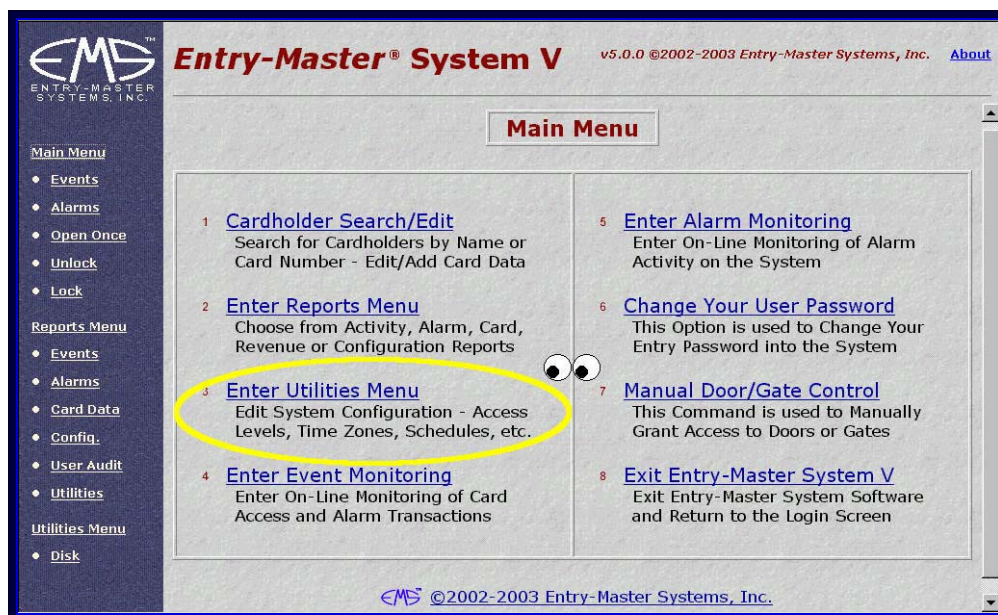 EMS™
ENTRY-MASTER
SYSTEMS, INC.
Entry-Master® System V
v5.0.0 ©2002-2003 Entry-Master Systems, Inc.
About
Main Menu
Main Menu
Events
Alarms
Open Once
Unlock
Lock
Reports Menu
Events
Alarms
Card Data
Config.
User Audit
Utilities
Utilities Menu
Disk
1 Cardholder Search/Edit
Search for Cardholders by Name or
Card Number - Edit/Add Card Data
2 Enter Reports Menu
Choose from Activity, Alarm, Card,
Revenue or Configuration Reports
3 Enter Utilities Menu
Edit System Configuration - Access
Levels, Time Zones, Schedules, etc.
4 Enter Event Monitoring
Enter On-Line Monitoring of Card
Access and Alarm Transactions
5 Enter Alarm Monitoring
Enter On-Line Monitoring of Alarm
Activity on the System
6 Change Your User Password
This Option is used to Change Your
Entry Password into the System
7 Manual Door/Gate Control
This Command is used to Manually
Grant Access to Doors or Gates
8 Exit Entry-Master System V
Exit Entry-Master System Software
and Return to the Login Screen
EMS ©2002-2003 Entry-Master Systems, Inc.